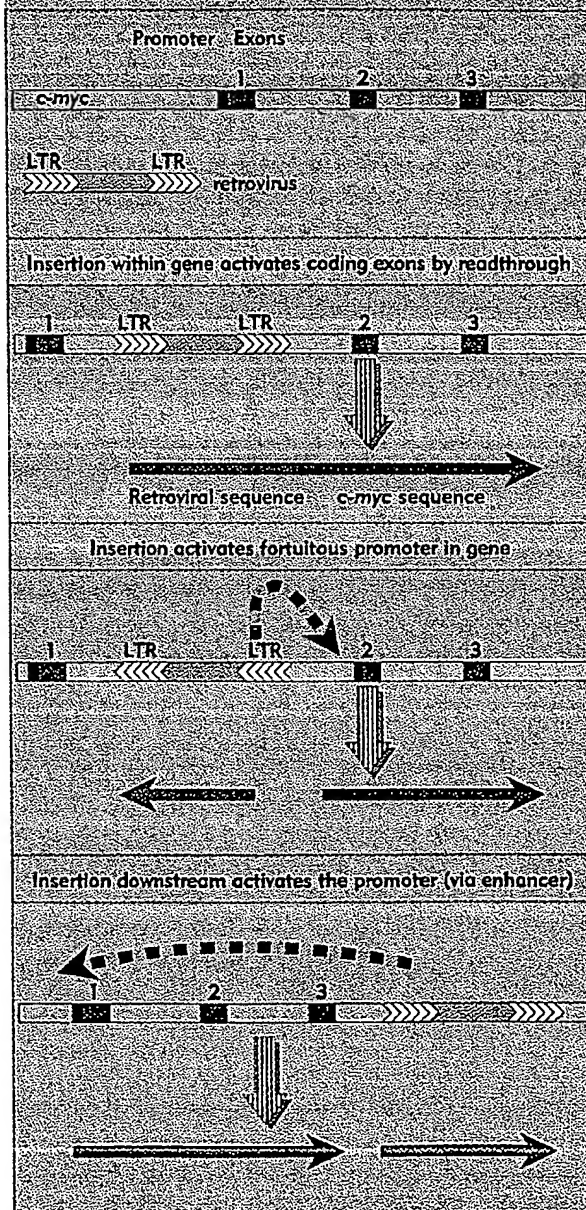 Promoter Exons
1 2 3
c-myc
LTR LTR
retrovirus
Insertion within gene activates coding exons by readthrough
1 LTR LTR 2 3
Retroviral sequence c-myc sequence
Insertion activates fortuitous promoter in gene
1 LTR LTR 2 3
Insertion downstream activates the promoter (via enhancer)
1 2 3